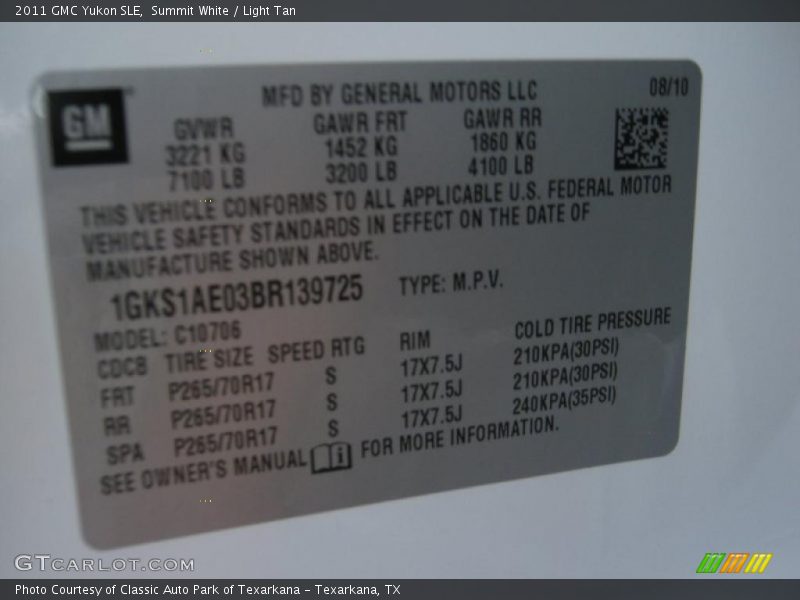 2011 GMC Yukon SLE, Summit White / Light Tan
GM
MFD BY GENERAL MOTORS LLC 08/10
GVWR GAWR FRT GAWR RR
3221 KG 1452 KG 1860 KG
7100 LB 3200 LB 4100 LB
THIS VEHICLE CONFORMS TO ALL APPLICABLE U.S. FEDERAL MOTOR
VEHICLE SAFETY STANDARDS IN EFFECT ON THE DATE OF
MANUFACTURE SHOWN ABOVE.
1GKS1AE03BR139725 TYPE: M.P.V.
MODEL: C10706
CDCB TIRE SIZE SPEED RTG RIM COLD TIRE PRESSURE
FRT P265/70R17 S 17X7.5J 210KPA(30PSI)
RR P265/70R17 S 17X7.5J 210KPA(30PSI)
SPA P265/70R17 S 17X7.5J 240KPA(35PSI)
SEE OWNER'S MANUAL i FOR MORE INFORMATION.
GTCARLOT.COM
Photo Courtesy of Classic Auto Park of Texarkana - Texarkana, TX